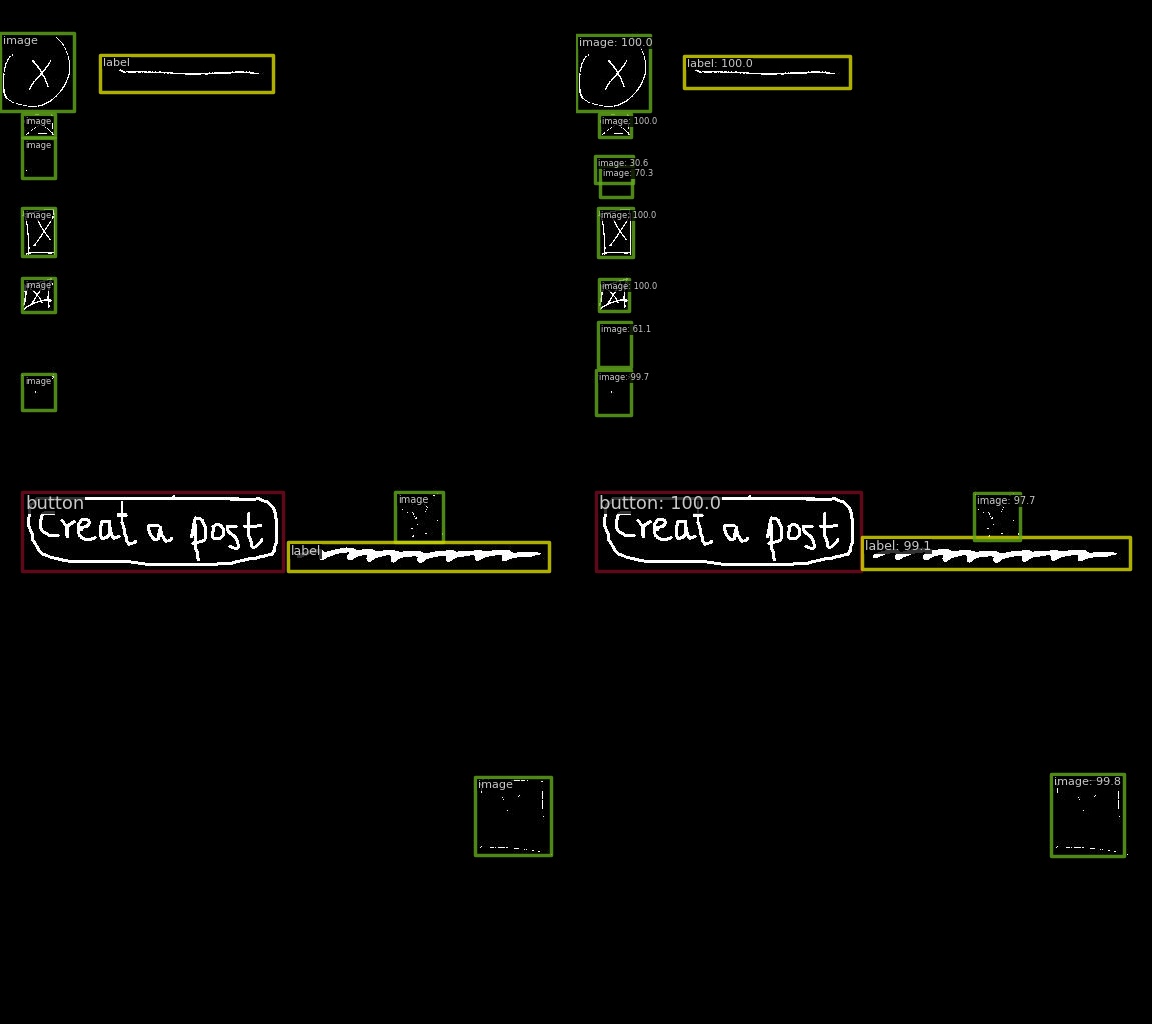 image
image: 100.0
label
label: 100.0
image
image: 100.0
image
image: 30.6
image: 70.3
image
image: 100.0
image
image: 100.0
image: 61.1
image
image: 99.7
button
Creat a post
image
label
button: 100.0
Creat a post
image: 97.7
label: 99.1
image
image: 99.8